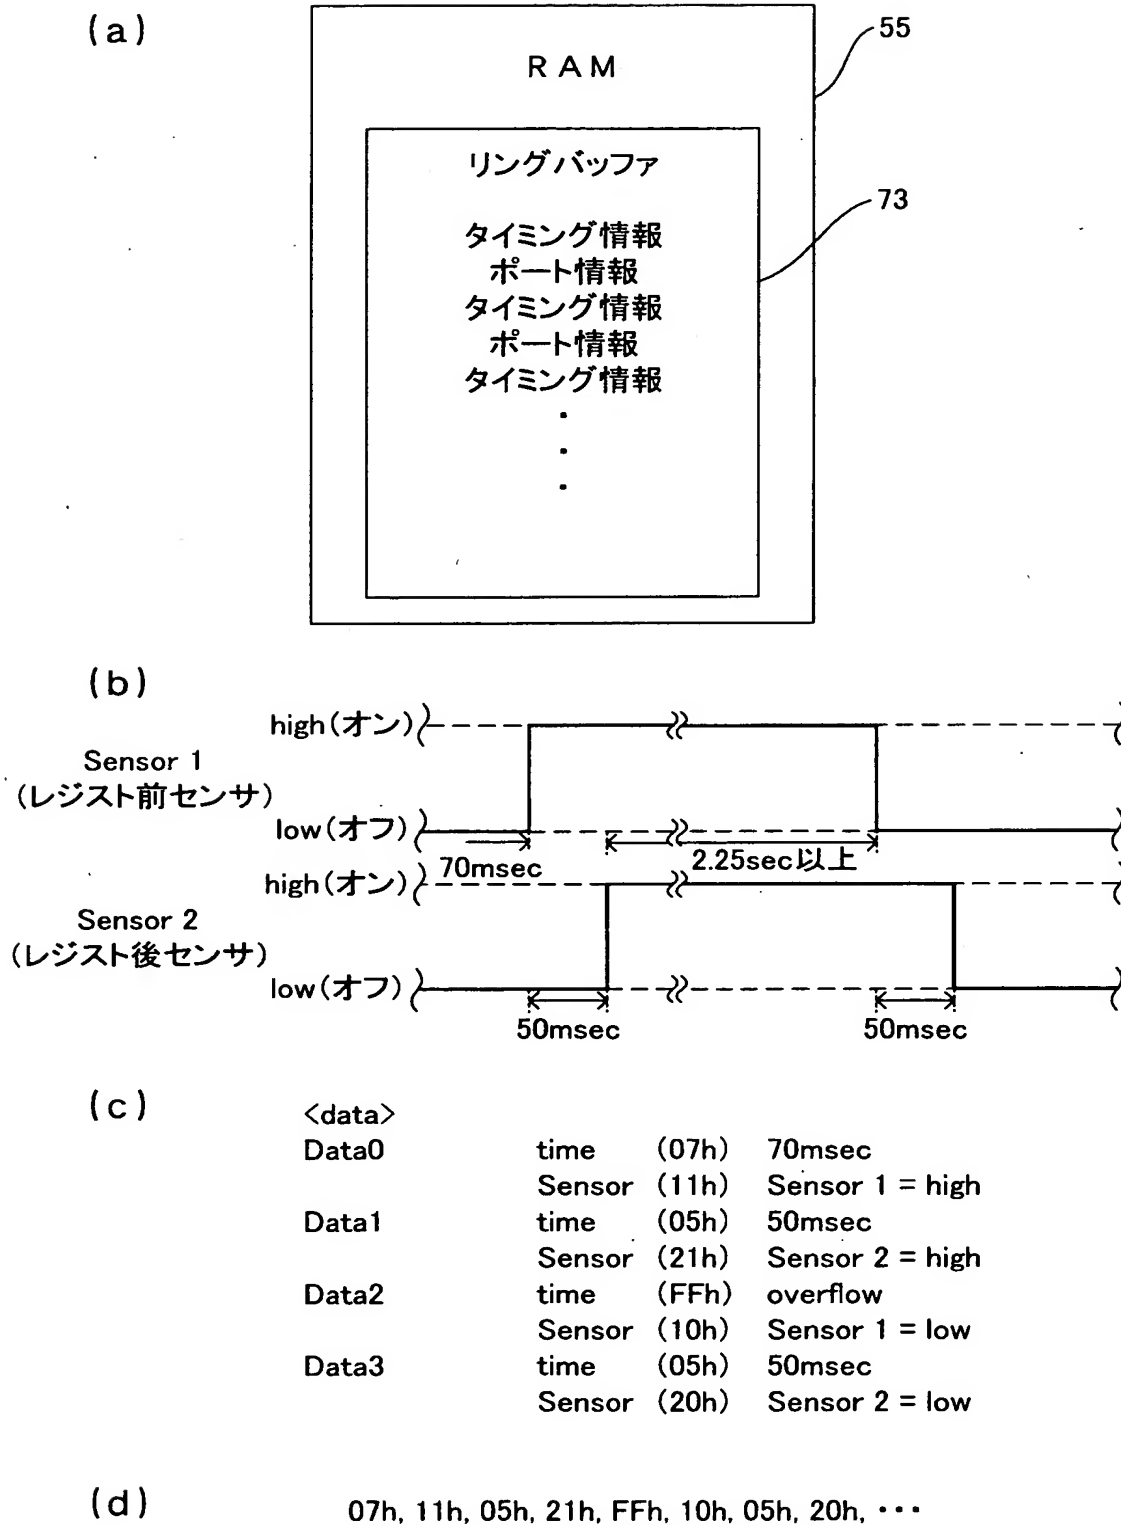 (a)
55
RAM
リングバッファ
73
タイミング情報
ポート情報
タイミング情報
ポート情報
タイミング情報
・
・
・
(b)
high(オン)
Sensor 1
(レジスト前センサ)
low(オフ)
70msec
2.25sec以上
high(オン)
Sensor 2
(レジスト後センサ)
low(オフ)
50msec 50msec
(c)
<data>
Data0 time (07h) 70msec
Sensor (11h) Sensor 1 = high
Data1 time (05h) 50msec
Sensor (21h) Sensor 2 = high
Data2 time (FFh) overflow
Sensor (10h) Sensor 1 = low
Data3 time (05h) 50msec
Sensor (20h) Sensor 2 = low
(d) 07h, 11h, 05h, 21h, FFh, 10h, 05h, 20h, ・・・